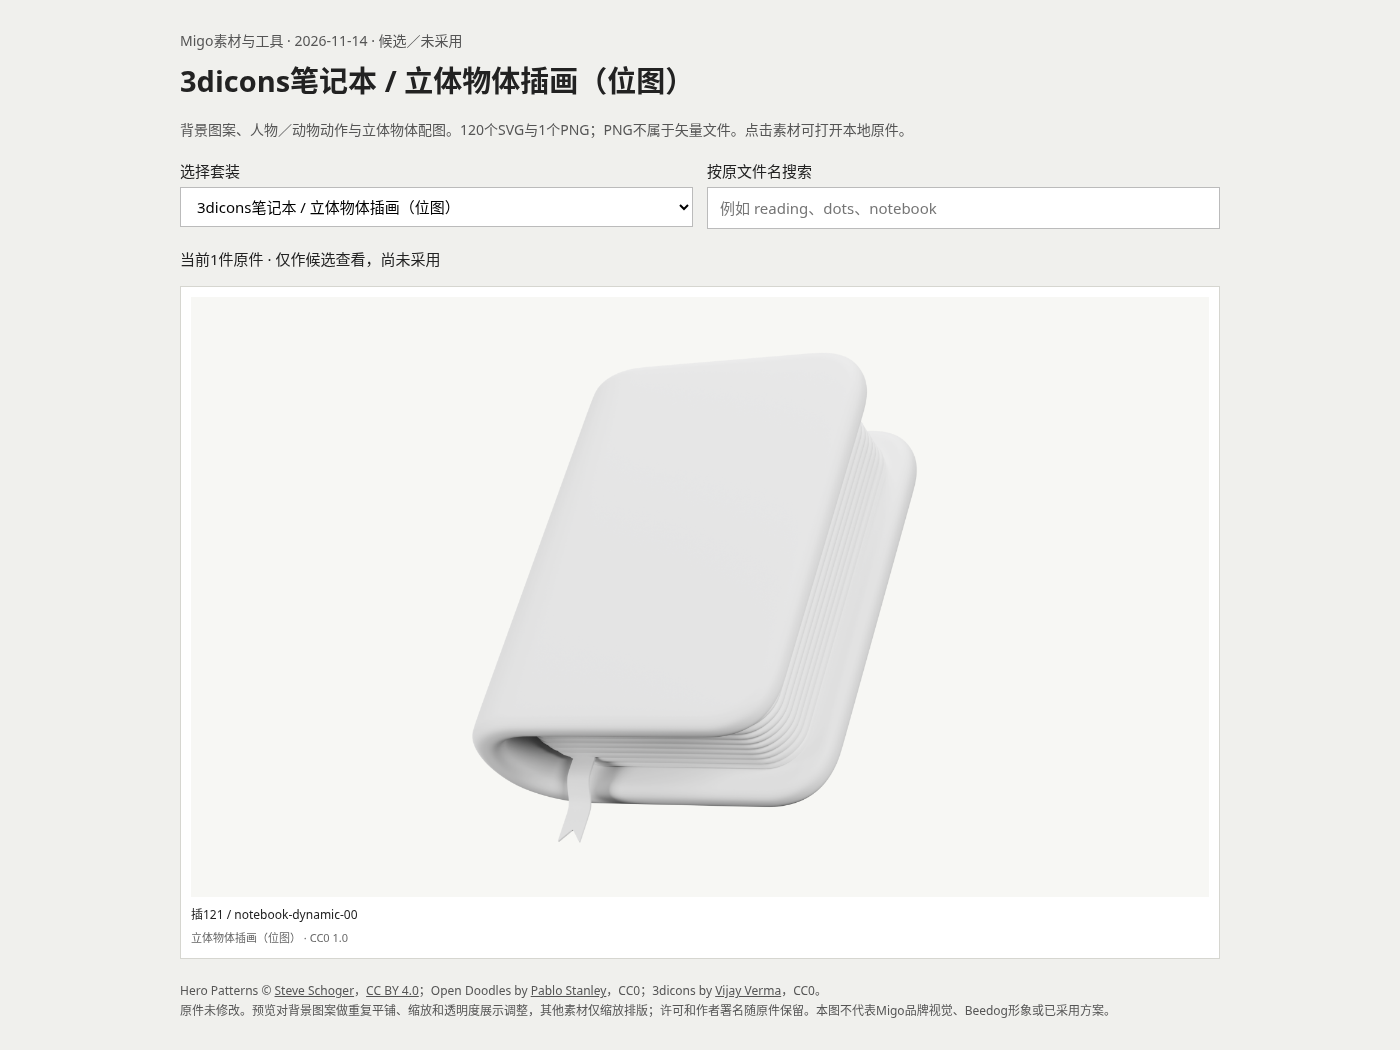 Migo素材与工具 · 2026-11-14 · 候选／未采用
3dicons笔记本 / 立体物体插画（位图）
背景图案、人物／动物动作与立体物体配图。120个SVG与1个PNG；PNG不属于矢量文件。点击素材可打开本地原件。
选择套装
按原文件名搜索
3dicons笔记本 / 立体物体插画（位图）
例如 reading、dots、notebook
当前1件原件 · 仅作候选查看，尚未采用
插121 / notebook-dynamic-00
立体物体插画（位图） · CC0 1.0
Hero Patterns © Steve Schoger，CC BY 4.0；Open Doodles by Pablo Stanley，CC0；3dicons by Vijay Verma，CC0。
原件未修改。预览对背景图案做重复平铺、缩放和透明度展示调整，其他素材仅缩放排版；许可和作者署名随原件保留。本图不代表Migo品牌视觉、Beedog形象或已采用方案。